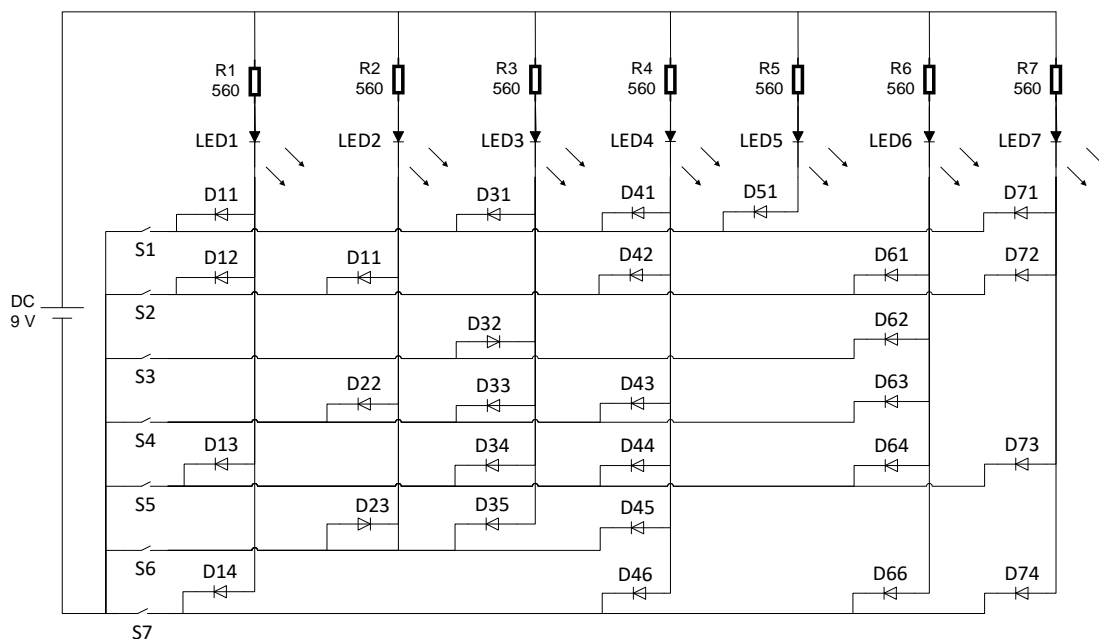 R1
560
R2
560
R3
560
R4
560
R5
560
R6
560
R7
560
LED1
LED2
LED3
LED4
LED5
LED6
LED7
D11
D31
D41
D51
D71
S1
D12
D11
D42
D61
D72
DC
9 V
S2
D32
D62
S3
D22
D33
D43
D63
S4
D13
D34
D44
D64
D73
S5
D23
D35
D45
S6
D14
D46
D66
D74
S7